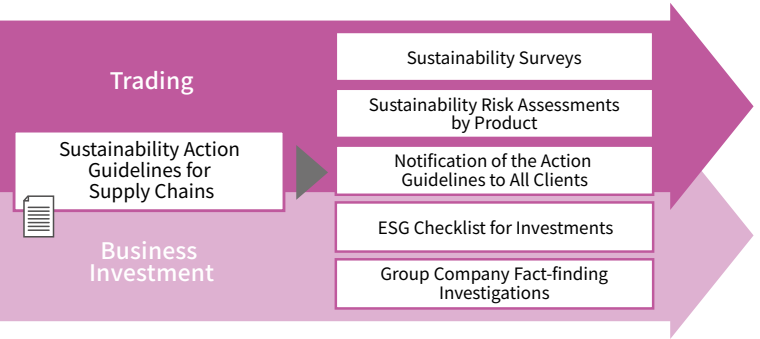 Trading
Sustainability Action
Guidelines for
Supply Chains
Business
Investment
Sustainability Surveys
Sustainability Risk Assessments
by Product
Notification of the Action
Guidelines to All Clients
ESG Checklist for Investments
Group Company Fact-finding
Investigations